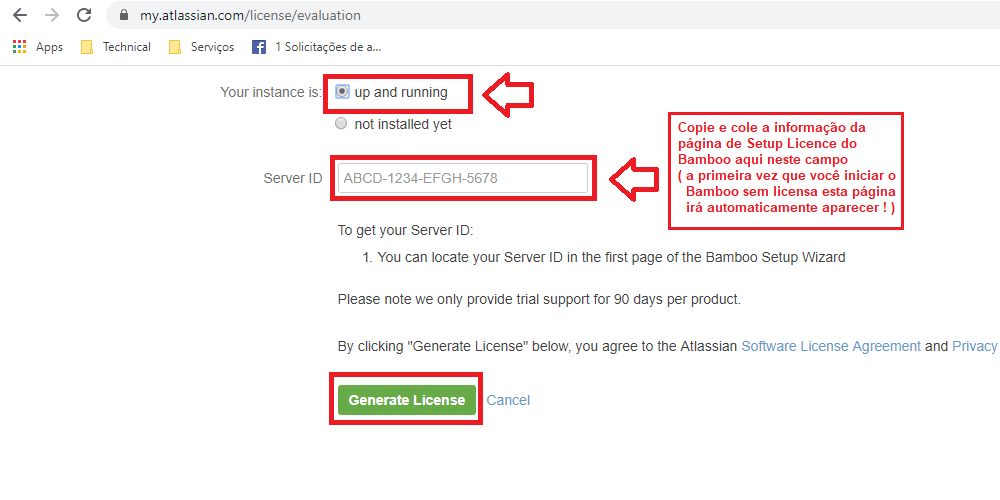 my.atlassian.com/license/evaluation
Apps Technical Serviços 1 Solicitações de a...
Your instance is: up and running
not installed yet
Copie e cole a informação da
página de Setup Licence do
Bamboo aqui neste campo
( a primeira vez que você iniciar o
Bamboo sem licensa esta página
irá automaticamente aparecer ! )
Server ID ABCD-1234-EFGH-5678
To get your Server ID:
1. You can locate your Server ID in the first page of the Bamboo Setup Wizard
Please note we only provide trial support for 90 days per product.
By clicking "Generate License" below, you agree to the Atlassian Software License Agreement and Privacy
Generate License Cancel